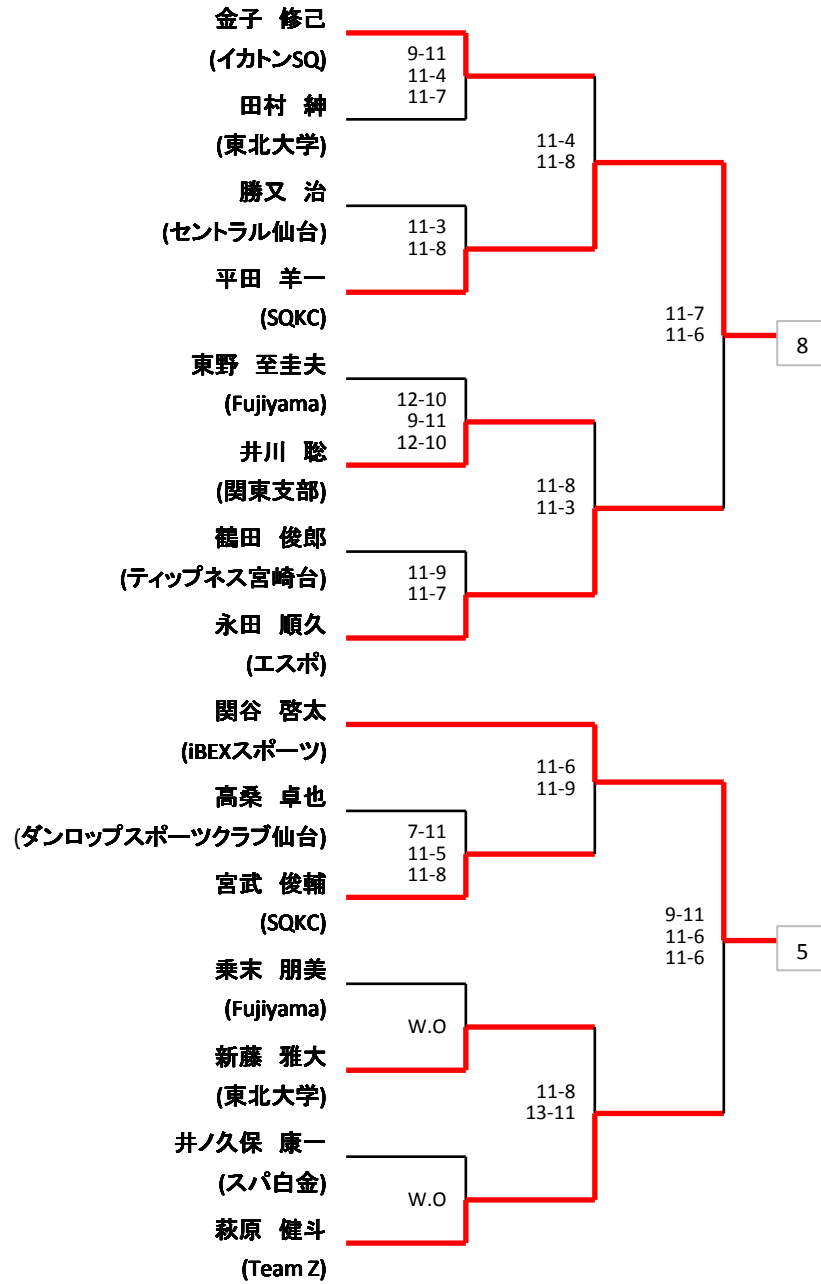 金子　修己
(イカトンSQ)
9-11
11-4
11-7
田村　紳
(東北大学)
11-4
11-8
勝又　治
(セントラル仙台)
11-3
11-8
平田　羊一
(SQKC)
11-7
11-6
8
東野　至圭夫
(Fujiyama)
12-10
9-11
12-10
井川　聡
(関東支部)
11-8
11-3
鶴田　俊郎
(ティップネス宮崎台)
11-9
11-7
永田　順久
(エスポ)
関谷　啓太
(iBEXスポーツ)
11-6
11-9
高桑　卓也
(ダンロップスポーツクラブ仙台)
7-11
11-5
11-8
宮武　俊輔
(SQKC)
9-11
11-6
11-6
5
乗末　朋美
(Fujiyama)
W.O
新藤　雅大
(東北大学)
11-8
13-11
井ノ久保　康一
(スパ白金)
W.O
萩原　健斗
(Team Z)